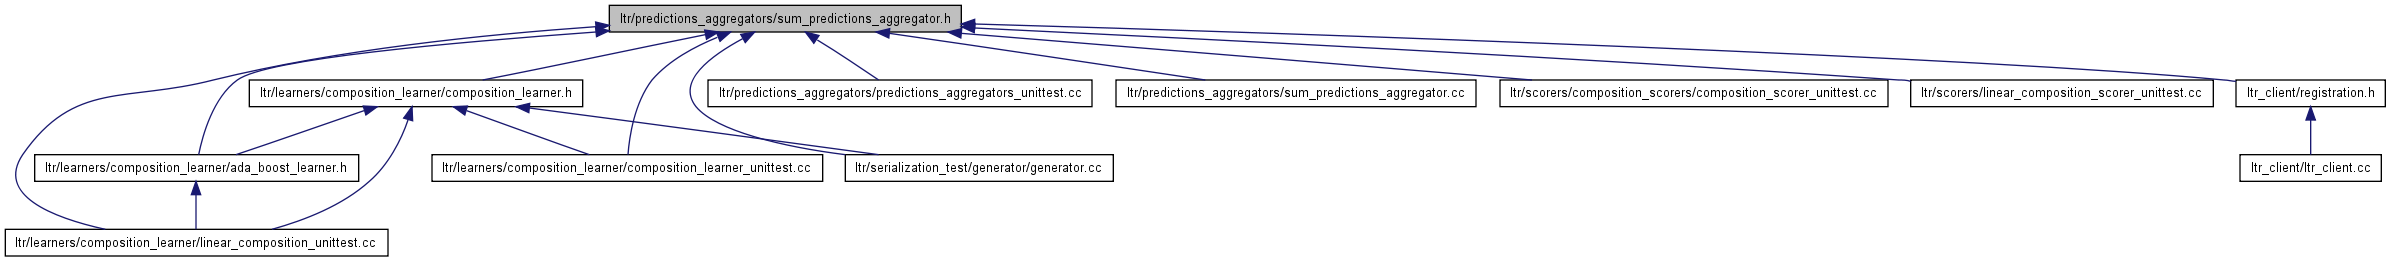 ltr/predictions_aggregators/sum_predictions_aggregator.h
ltr/learners/composition_learner/composition_learner.h
ltr/predictions_aggregators/predictions_aggregators_unittest.cc
ltr/predictions_aggregators/sum_predictions_aggregator.cc
ltr/scorers/composition_scorers/composition_scorer_unittest.cc
ltr/scorers/linear_composition_scorer_unittest.cc
ltr_client/registration.h
ltr/learners/composition_learner/ada_boost_learner.h
ltr/learners/composition_learner/composition_learner_unittest.cc
ltr/serialization_test/generator/generator.cc
ltr_client/ltr_client.cc
ltr/learners/composition_learner/linear_composition_unittest.cc